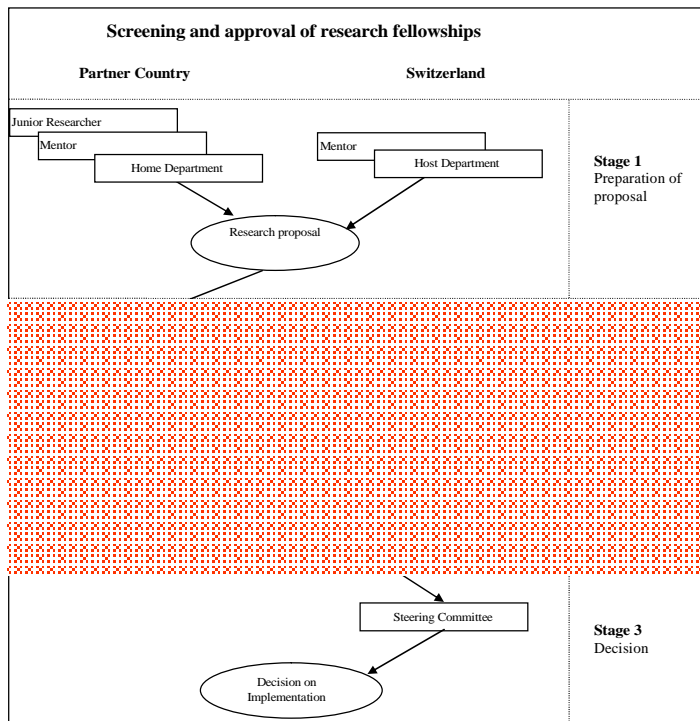 Screening and approval of research fellowships
Partner Country
Switzerland
Junior Researcher
Mentor
Home Department
Mentor
Host Department
Stage 1
Preparation of
proposal
Research proposal
Steering Committee
Stage 3
Decision
Decision on
Implementation